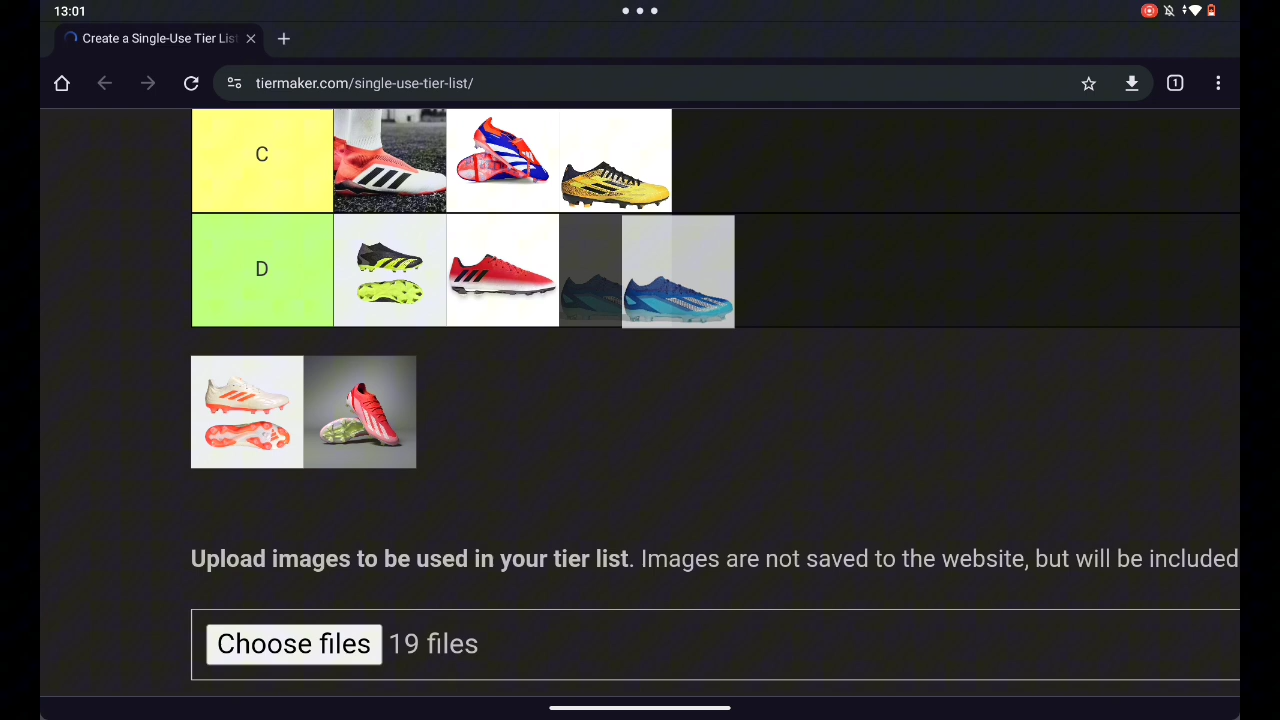 13:01
Create a Single-Use Tier List
tiermaker.com/single-use-tier-list/
1
C
D
Upload images to be used in your tier list. Images are not saved to the website, but will be included
Choose files 19 files